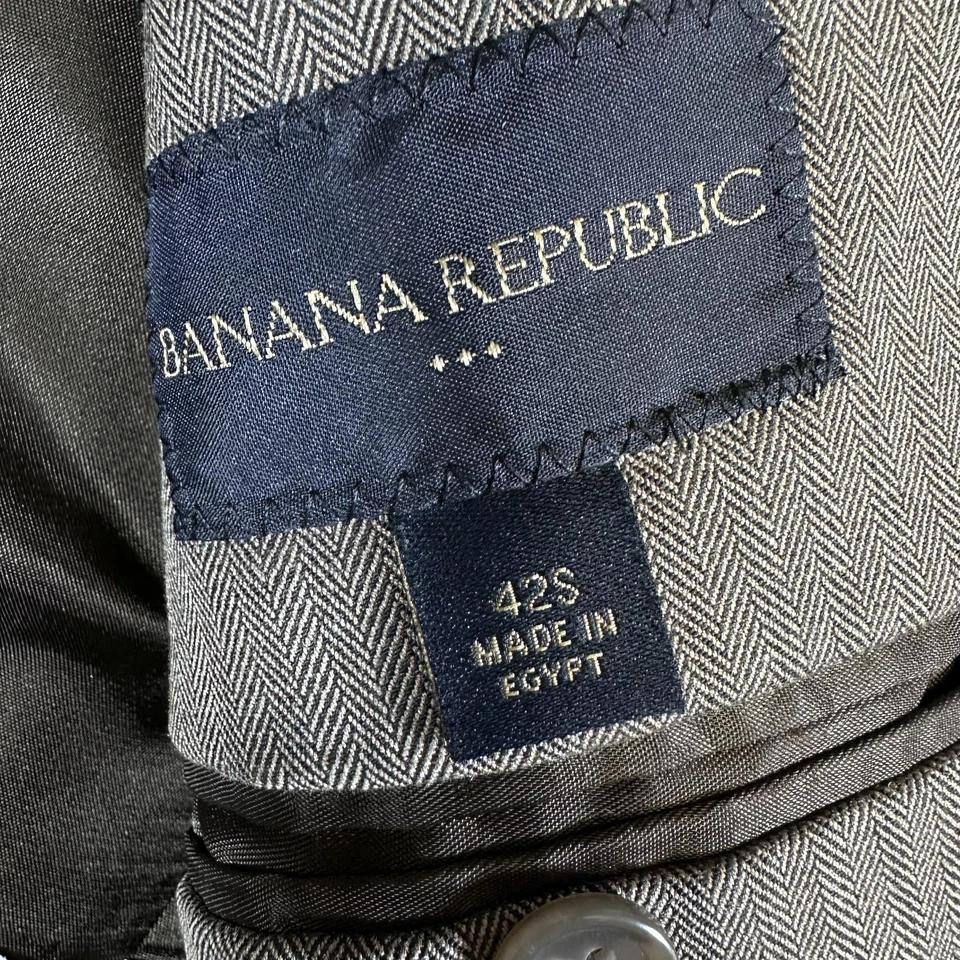 BANANA REPUBLIC
42S
MADE IN
EGYPT